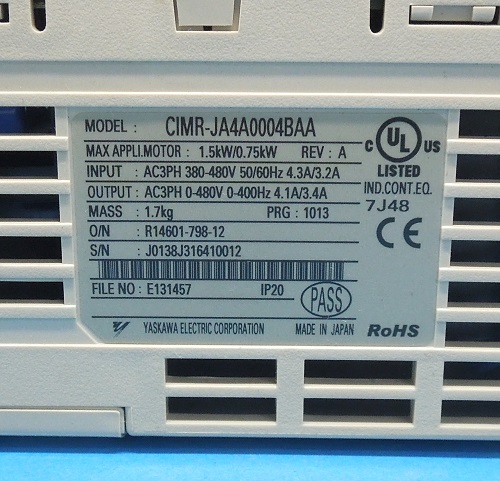 MODEL : CIMR-JA4A0004BAA
MAX APPLI.MOTOR : 1.5kW/0.75kW REV : A
INPUT : AC3PH 380-480V 50/60Hz 4.3A/3.2A
OUTPUT : AC3PH 0-480V 0-400Hz 4.1A/3.4A
MASS : 1.7kg PRG : 1013
O/N : R14601-798-12
S/N : J0138J316410012
FILE NO : E131457 IP20
PASS
YASKAWA ELECTRIC CORPORATION MADE IN JAPAN
C UL US
LISTED
IND.CONT.EQ.
7J48
CE
RoHS